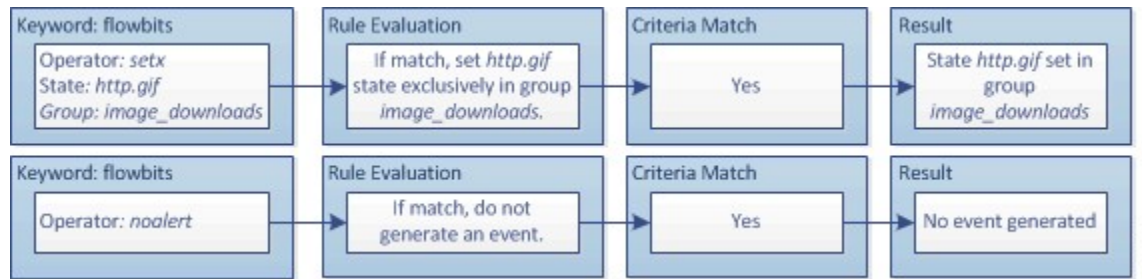 Keyword: flowbits
Operator: setx
State: http.gif
Group: image_downloads
Rule Evaluation
If match, set http.gif
state exclusively in group
image_downloads.
Criteria Match
Yes
Result
State http.gif set in
group
image_downloads
Keyword: flowbits
Operator: noalert
Rule Evaluation
If match, do not
generate an event.
Criteria Match
Yes
Result
No event generated